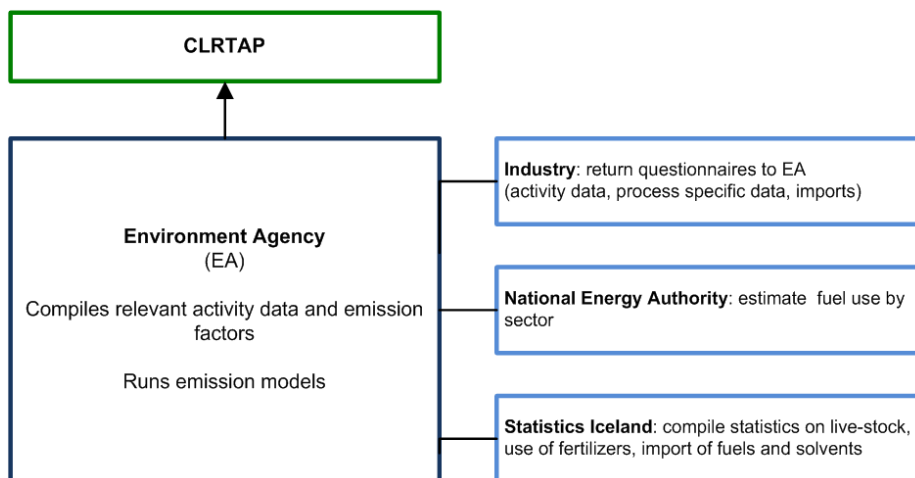 CLRTAP
Environment Agency
(EA)
Compiles relevant activity data and emission
factors
Runs emission models
Industry: return questionnaires to EA
(activity data, process specific data, imports)
National Energy Authority: estimate fuel use by
sector
Statistics Iceland: compile statistics on live-stock,
use of fertilizers, import of fuels and solvents